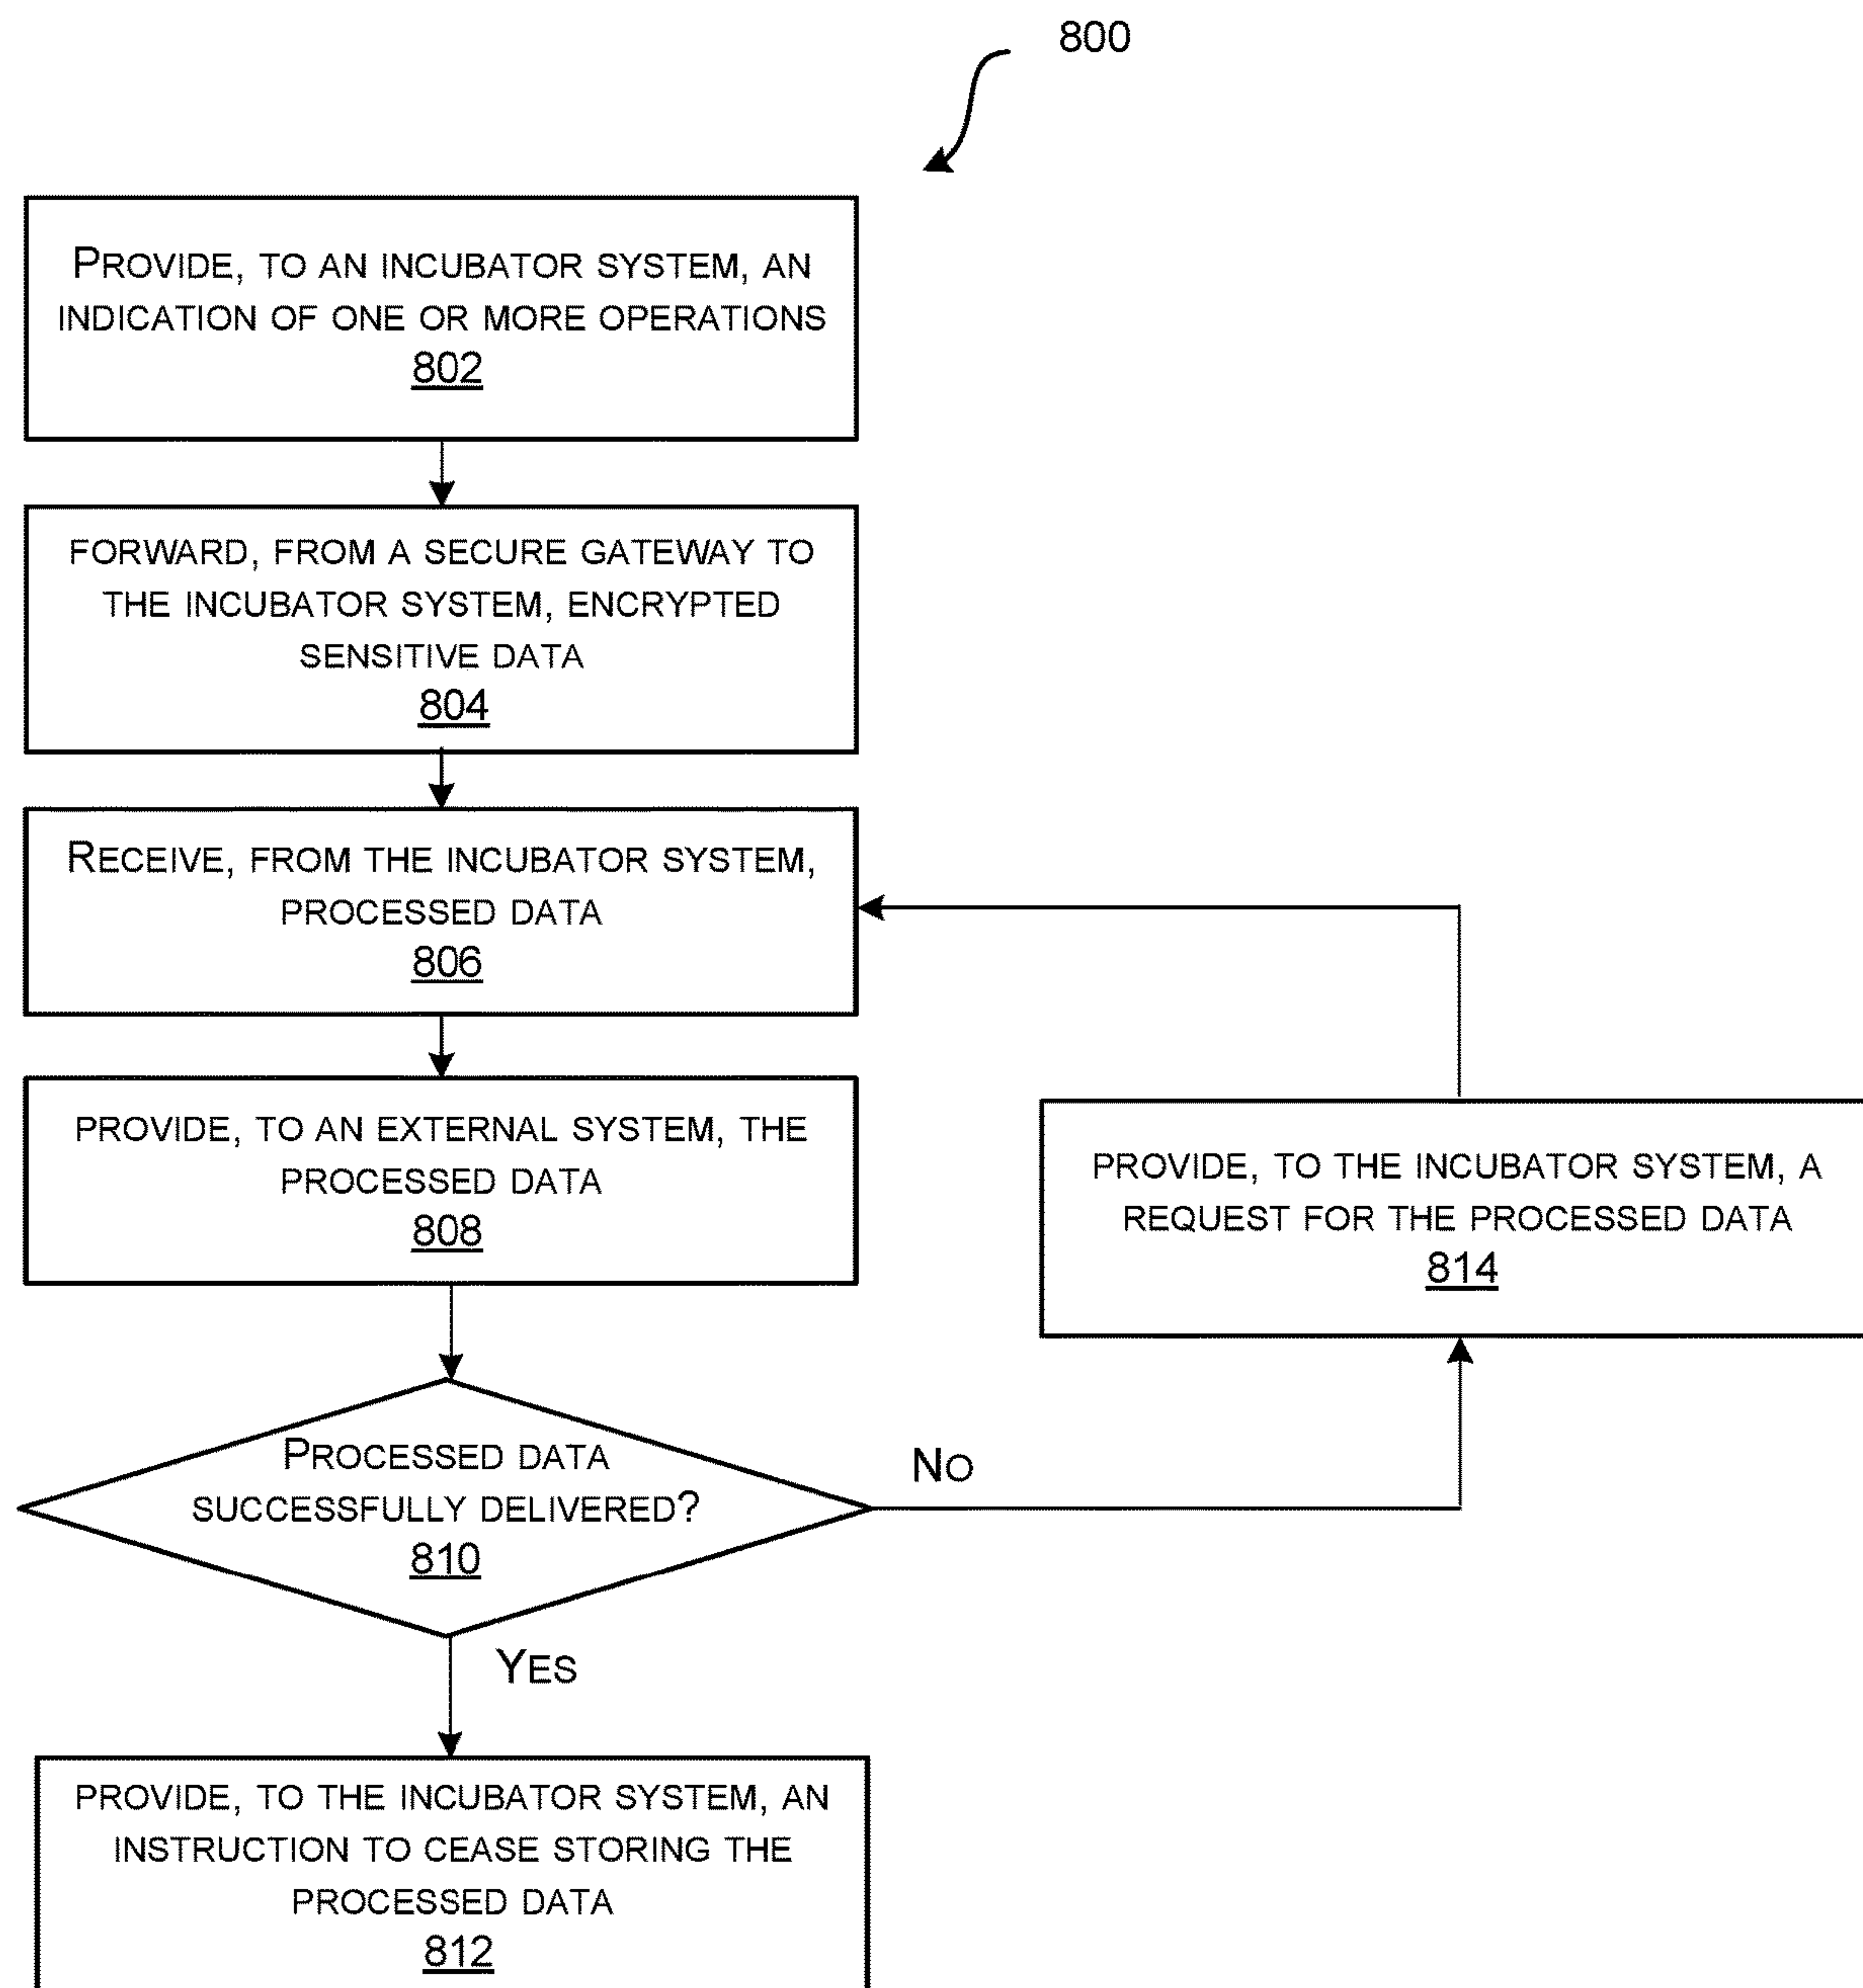 800
PROVIDE, TO AN INCUBATOR SYSTEM, AN
INDICATION OF ONE OR MORE OPERATIONS
802
FORWARD, FROM A SECURE GATEWAY TO
THE INCUBATOR SYSTEM, ENCRYPTED
SENSITIVE DATA
804
RECEIVE, FROM THE INCUBATOR SYSTEM,
PROCESSED DATA
806
PROVIDE, TO AN EXTERNAL SYSTEM, THE
PROCESSED DATA
808
PROVIDE, TO THE INCUBATOR SYSTEM, A
REQUEST FOR THE PROCESSED DATA
814
PROCESSED DATA
SUCCESSFULLY DELIVERED?
810
NO
YES
PROVIDE, TO THE INCUBATOR SYSTEM, AN
INSTRUCTION TO CEASE STORING THE
PROCESSED DATA
812